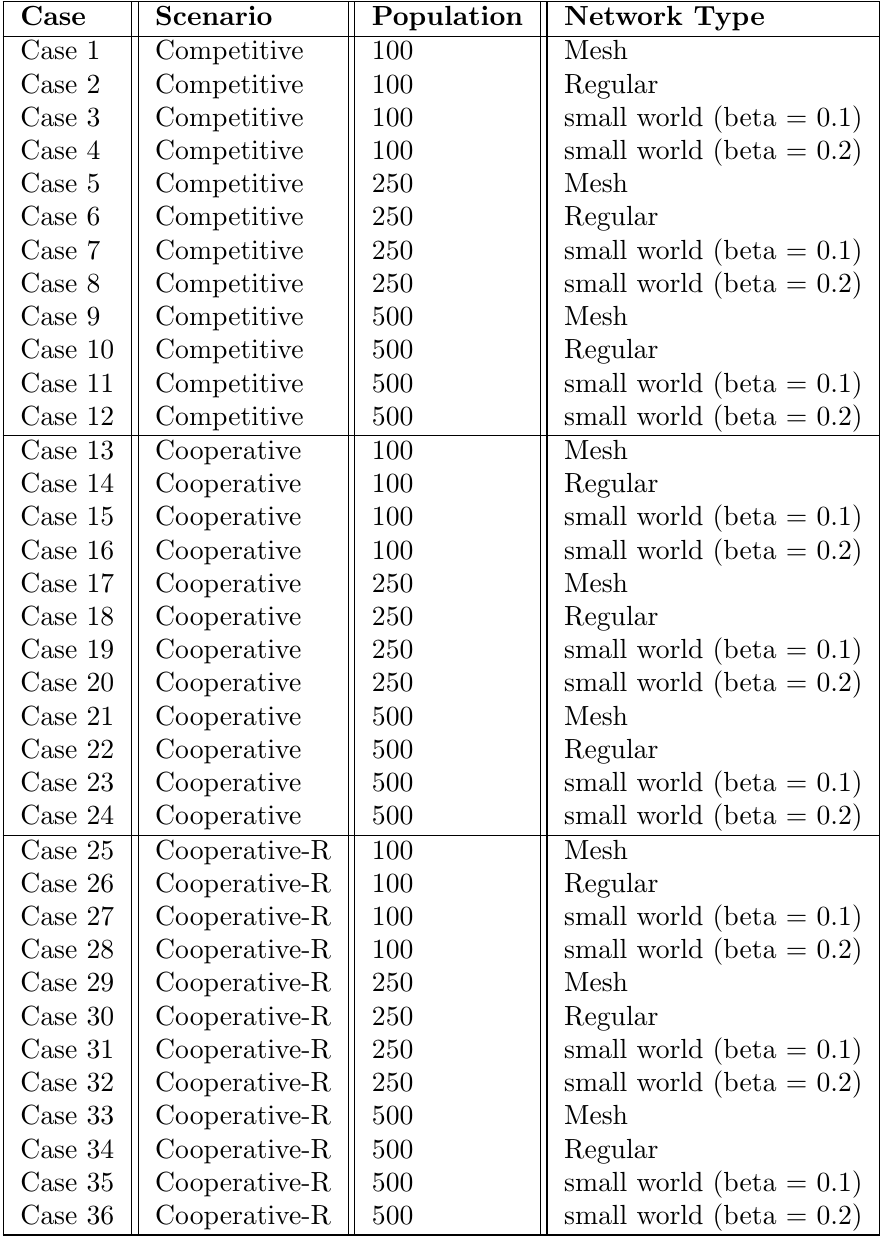 Case Scenario Population Network Type
Case 1 Competitive 100 Mesh
Case 2 Competitive 100 Regular
Case 3 Competitive 100 small world (beta = 0.1)
Case 4 Competitive 100 small world (beta = 0.2)
Case 5 Competitive 250 Mesh
Case 6 Competitive 250 Regular
Case 7 Competitive 250 small world (beta = 0.1)
Case 8 Competitive 250 small world (beta = 0.2)
Case 9 Competitive 500 Mesh
Case 10 Competitive 500 Regular
Case 11 Competitive 500 small world (beta = 0.1)
Case 12 Competitive 500 small world (beta = 0.2)
Case 13 Cooperative 100 Mesh
Case 14 Cooperative 100 Regular
Case 15 Cooperative 100 small world (beta = 0.1)
Case 16 Cooperative 100 small world (beta = 0.2)
Case 17 Cooperative 250 Mesh
Case 18 Cooperative 250 Regular
Case 19 Cooperative 250 small world (beta = 0.1)
Case 20 Cooperative 250 small world (beta = 0.2)
Case 21 Cooperative 500 Mesh
Case 22 Cooperative 500 Regular
Case 23 Cooperative 500 small world (beta = 0.1)
Case 24 Cooperative 500 small world (beta = 0.2)
Case 25 Cooperative-R 100 Mesh
Case 26 Cooperative-R 100 Regular
Case 27 Cooperative-R 100 small world (beta = 0.1)
Case 28 Cooperative-R 100 small world (beta = 0.2)
Case 29 Cooperative-R 250 Mesh
Case 30 Cooperative-R 250 Regular
Case 31 Cooperative-R 250 small world (beta = 0.1)
Case 32 Cooperative-R 250 small world (beta = 0.2)
Case 33 Cooperative-R 500 Mesh
Case 34 Cooperative-R 500 Regular
Case 35 Cooperative-R 500 small world (beta = 0.1)
Case 36 Cooperative-R 500 small world (beta = 0.2)